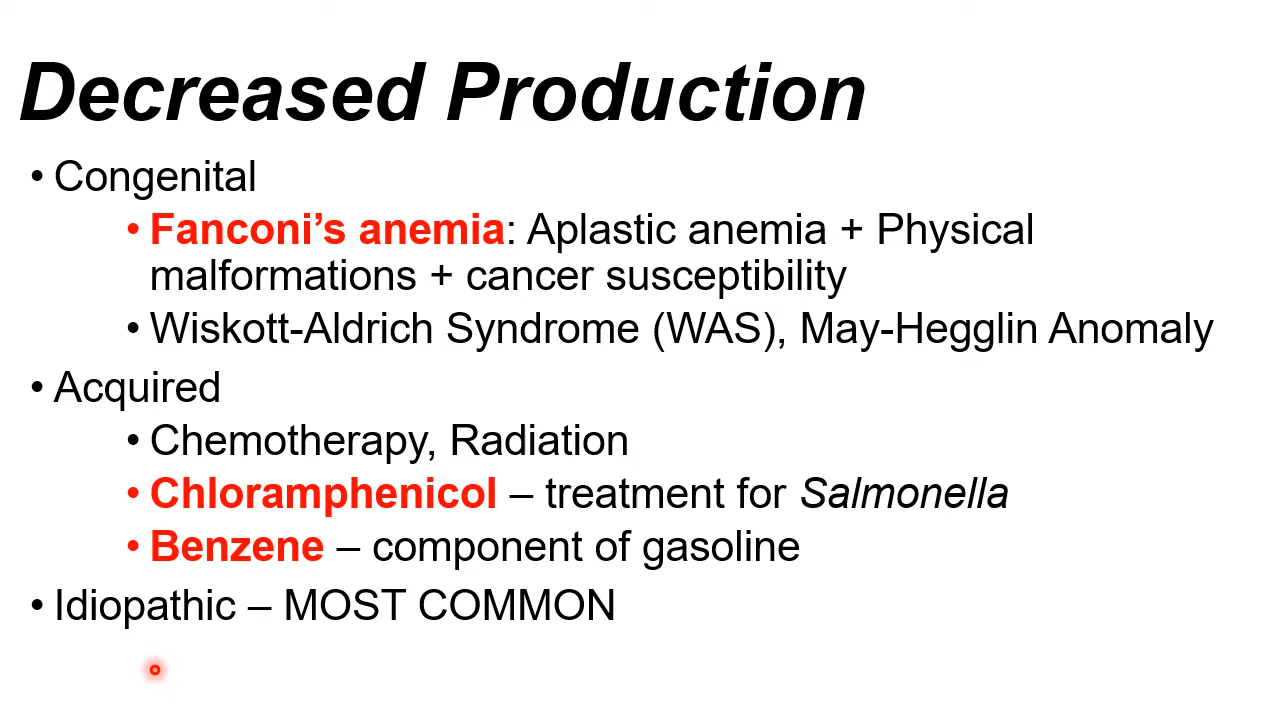 Decreased Production
• Congenital
• Fanconi’s anemia: Aplastic anemia + Physical
malformations + cancer susceptibility
• Wiskott-Aldrich Syndrome (WAS), May-Hegglin Anomaly
• Acquired
• Chemotherapy, Radiation
• Chloramphenicol – treatment for Salmonella
• Benzene – component of gasoline
• Idiopathic – MOST COMMON